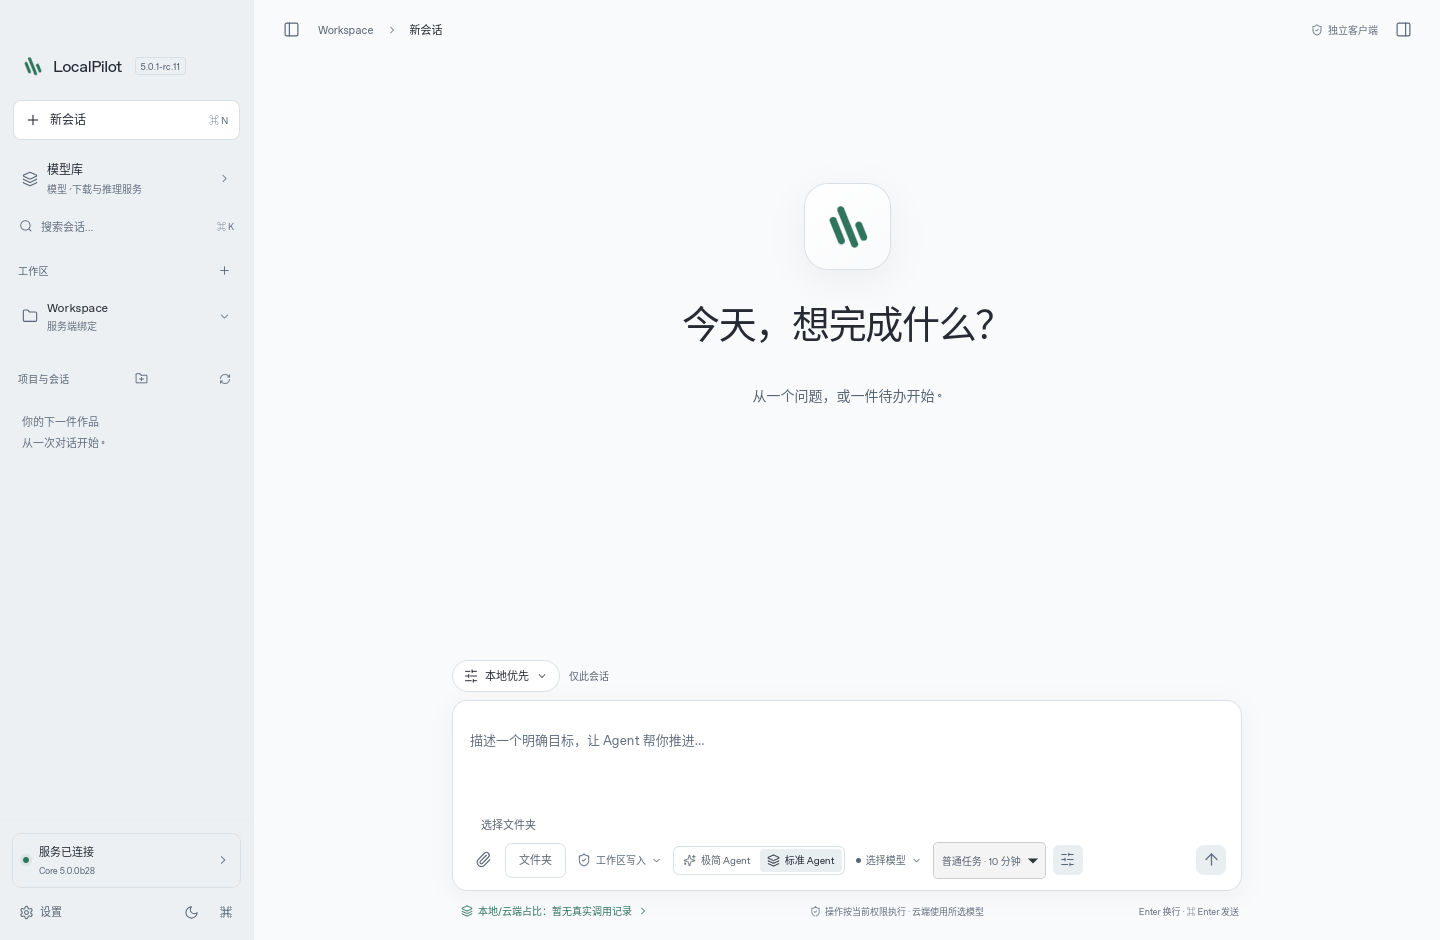 LocalPilot 5.0.1-rc.11
新会话 ⌘N
模型库
模型·下载与推理服务
搜索会话... ⌘K
工作区
Workspace
服务端绑定
项目与会话
你的下一件作品
从一次对话开始。
服务已连接
Core 5.0.0b28
设置 ⌘
Workspace > 新会话
独立客户端
今天，想完成什么？
从一个问题，或一件待办开始。
本地优先 仅此会话
描述一个明确目标，让 Agent 帮你推进...
选择文件夹
文件夹 工作区写入 极简 Agent 标准 Agent 选择模型 普通任务 · 10 分钟
本地/云端占比：暂无真实调用记录
操作按当前权限执行 · 云端使用所选模型
Enter 换行 · ⌘ Enter 发送